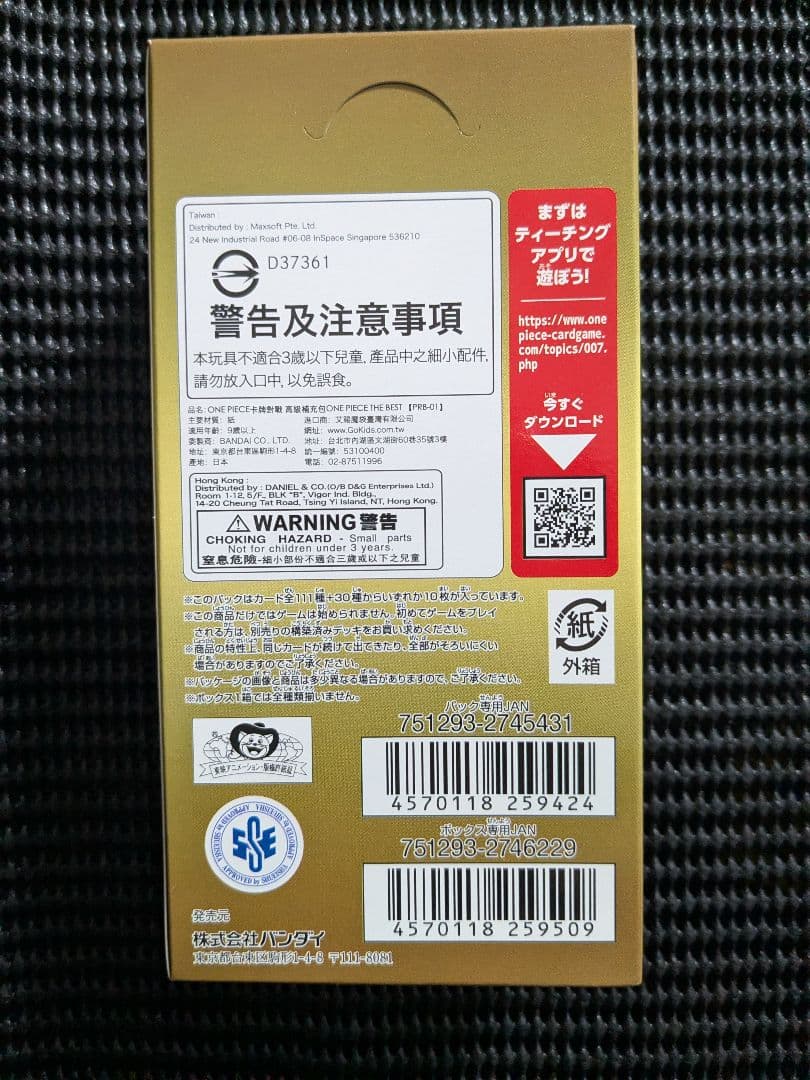 Taiwan :
Distributed by : Maxsoft Pte. Ltd.
24 New Industrial Road #06-08 InSpace Singapore 536210
D37361
警告及注意事項
本玩具不適合3歲以下兒童, 產品中之細小配件,
請勿放入口中, 以免誤食。
品名: ONE PIECE卡牌對戰 高級補充包ONE PIECE THE BEST 【PRB-01】
主要材質: 紙
適用年齡: 9歲以上
委製商: BANDAI CO., LTD.
地址: 東京都台東區駒形1-4-8
產地: 日本
進口商: 艾箱魔袋臺灣有限公司
網址: www.GoKids.com.tw
地址: 台北市內湖區文湖街60巷35號3樓
統一編號: 53100400
電話: 02-87511996
Hong Kong :
Distributed by : DANIEL & CO.(O/B D&G Enterprises Ltd.)
Room 1-12, 5/F., BLK "B", Vigor Ind. Bldg.,
14-20 Cheung Tat Road, Tsing Yi Island, NT, Hong Kong.
WARNING 警告
CHOKING HAZARD - Small parts
Not for children under 3 years.
窒息危險-細小部份不適合三歲或以下之兒童
まずは
ティーチング
アプリで
遊ぼう!
https://www.one
piece-cardgame.
com/topics/007.
php
今すぐ
ダウンロード
※このパックはカード全111種+30種からいずれか10枚が入っています。
※この商品だけではゲームは始められません。初めてゲームをプレイ
される方は、別売りの構築済みデッキをお買い求めください。
※商品の特性上、同じカードが続けて出てきたり、全部がそろいにくい
場合がありますのでご了承ください。
※パッケージの画像と商品は多少異なる場合がありますので、ご了承ください。
※ボックス1箱では全種類揃いません。
紙
外箱
パック専用JAN
751293-2745431
4570118 259424
ボックス専用JAN
751293-2746229
4570118 259509
東映アニメーション・版権許諾証
APPROVED by SHUEISHA
発売元
株式会社バンダイ
東京都台東区駒形1-4-8 〒111-8081